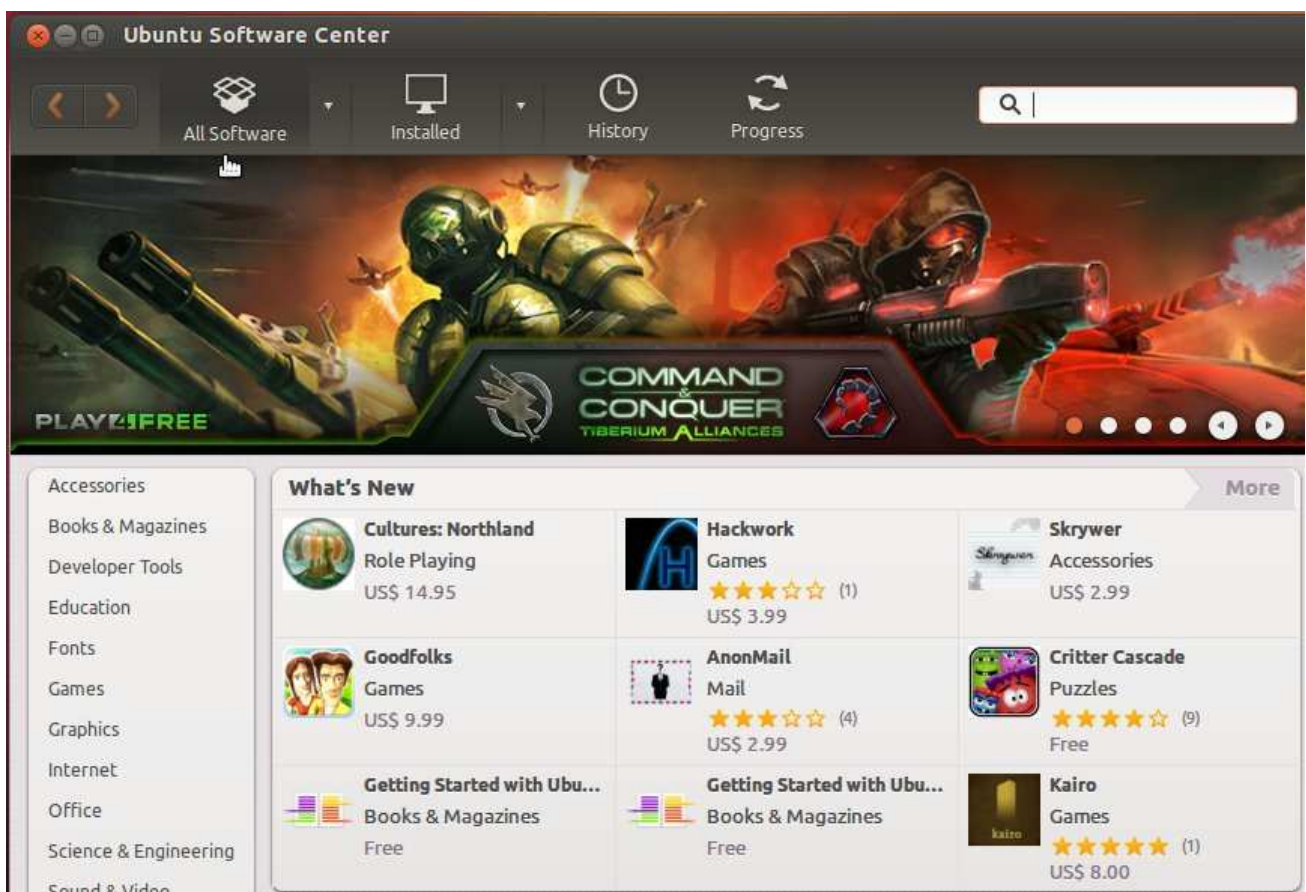 Ubuntu Software Center
All Software
Installed
History
Progress
PLAY4FREE
COMMAND
&
CONQUER
TIBERIUM ALLIANCES
Accessories
Books & Magazines
Developer Tools
Education
Fonts
Games
Graphics
Internet
Office
Science & Engineering
Sound & Video
What's New
More
Cultures: Northland
Role Playing
US$ 14.95
Hackwork
Games
(1)
US$ 3.99
Skrywer
Skrywer
Accessories
US$ 2.99
Goodfolks
Games
US$ 9.99
AnonMail
Mail
(4)
US$ 2.99
Critter Cascade
Puzzles
(9)
Free
Getting Started with Ubu...
Books & Magazines
Free
Getting Started with Ubu...
Books & Magazines
Free
kairo
Kairo
Games
(1)
US$ 8.00